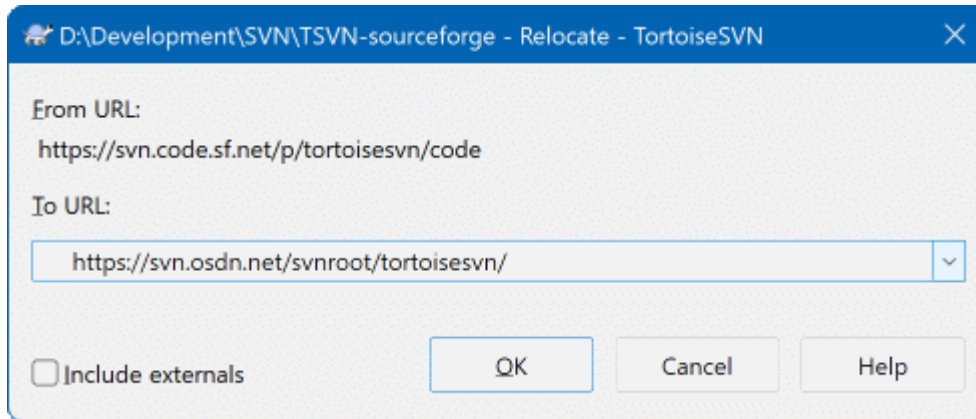 D:\Development\SVN\TSVN-sourceforge - Relocate - TortoiseSVN
From URL:
https://svn.code.sf.net/p/tortoisesvn/code
To URL:
https://svn.osdn.net/svnroot/tortoisesvn/
Include externals
OK
Cancel
Help